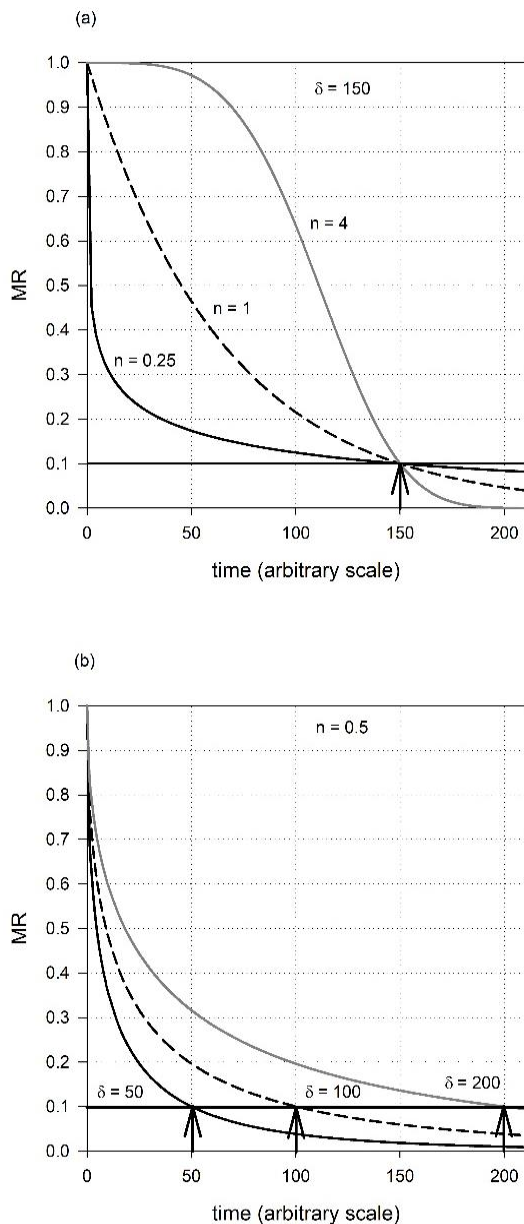 (a)
1.0
δ = 150
0.9
0.8
0.7
n = 4
0.6
MR
0.5
n = 1
0.4
n = 0.25
0.3
0.2
0.1
0.0
0 50 100 150 200
time (arbitrary scale)
(b)
1.0
n = 0.5
0.9
0.8
0.7
0.6
MR
0.5
0.4
0.3
0.2
δ = 50 δ = 100 δ = 200
0.1
0.0
0 50 100 150 200
time (arbitrary scale)